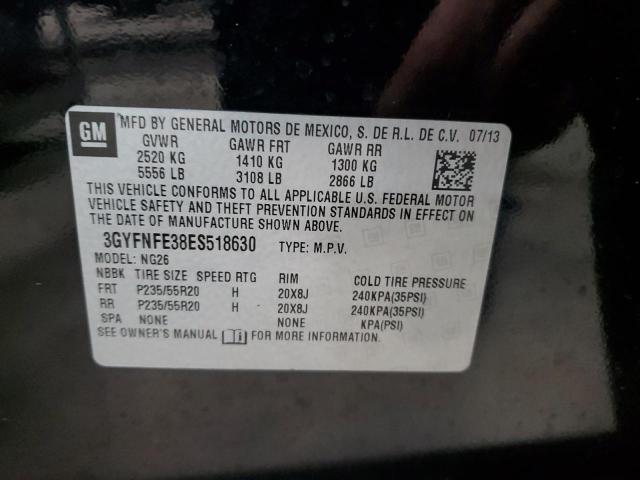 GM MFD BY GENERAL MOTORS DE MEXICO, S. DE R.L. DE C.V. 07/13
GVWR GAWR FRT GAWR RR
2520 KG 1410 KG 1300 KG
5556 LB 3108 LB 2866 LB
THIS VEHICLE CONFORMS TO ALL APPLICABLE U.S. FEDERAL MOTOR
VEHICLE SAFETY AND THEFT PREVENTION STANDARDS IN EFFECT ON
THE DATE OF MANUFACTURE SHOWN ABOVE.
3GYFNFE38ES518630 TYPE: M.P.V.
MODEL: NG26
NBBK TIRE SIZE SPEED RTG RIM COLD TIRE PRESSURE
FRT P235/55R20 H 20X8J 240KPA(35PSI)
RR P235/55R20 H 20X8J 240KPA(35PSI)
SPA NONE NONE KPA(PSI)
SEE OWNER'S MANUAL FOR MORE INFORMATION.